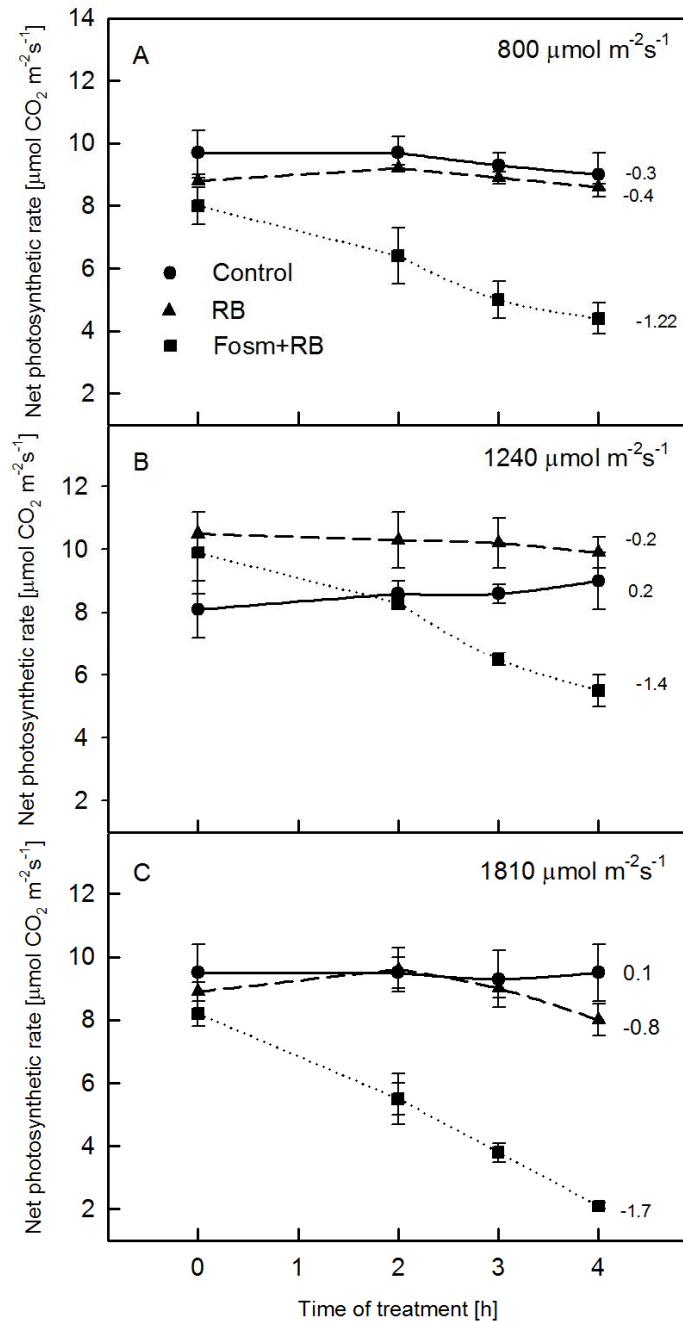 14
12
10
8
6
4
2
Net photosynthetic rate [μmol CO₂ m⁻²s⁻¹]
A
800 μmol m⁻²s⁻¹
-0.3
-0.4
-1.22
Control
RB
Fosm+RB
12
10
8
6
4
2
Net photosynthetic rate [μmol CO₂ m⁻²s⁻¹]
B
1240 μmol m⁻²s⁻¹
-0.2
0.2
-1.4
12
10
8
6
4
2
Net photosynthetic rate [μmol CO₂ m⁻²s⁻¹]
C
1810 μmol m⁻²s⁻¹
0.1
-0.8
-1.7
0 1 2 3 4
Time of treatment [h]